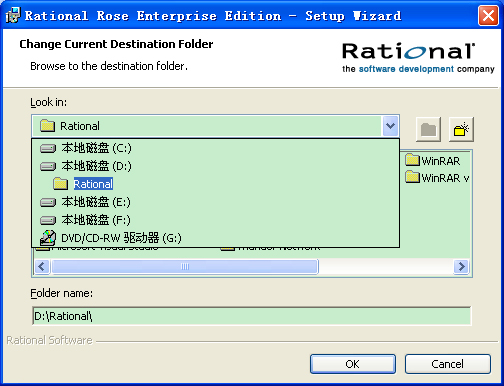 Rational Rose Enterprise Edition - Setup Wizard
Change Current Destination Folder
Browse to the destination folder.
Rational
the software development company
Look in:
Rational
本地磁盘 (C:)
本地磁盘 (D:)
Rational
本地磁盘 (E:)
本地磁盘 (F:)
DVD/CD-RW 驱动器 (G:)
WinRAR
WinRAR v
Microsoft Visual Studio
Thunder Network
Folder name:
D:\Rational\
Rational Software
OK
Cancel